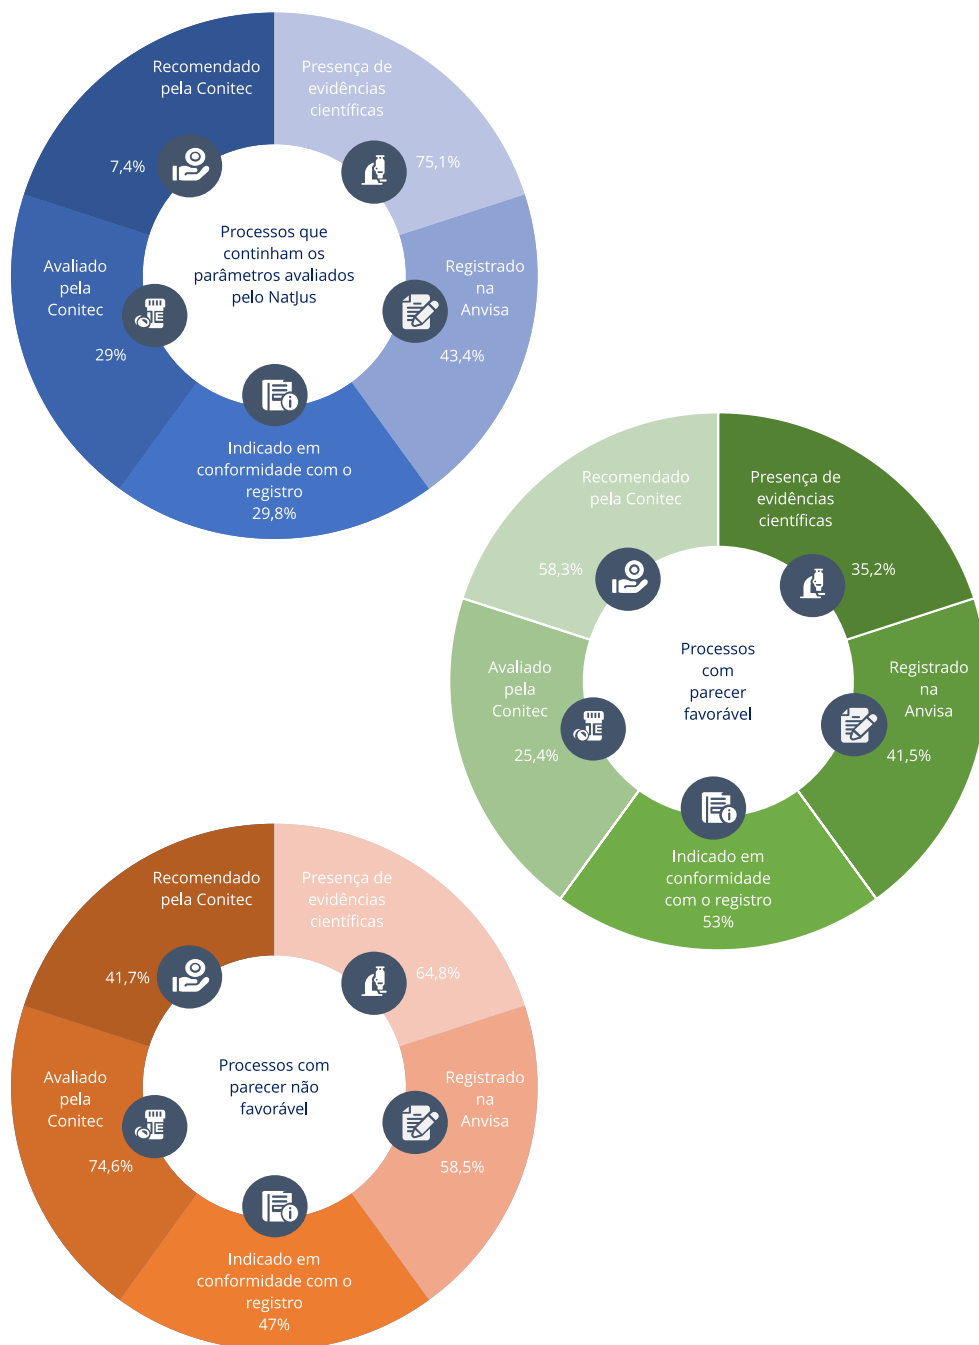 Recomendado
pela Conitec
7,4%
Presença de
evidências
científicas
75,1%
Processos que
continham os
parâmetros avaliados
pelo NatJus
Avaliado
pela
Conitec
29%
Registrado
na
Anvisa
43,4%
Indicado em
conformidade com o
registro
29,8%
Recomendado
pela Conitec
58,3%
Presença de
evidências
científicas
35,2%
Processos
com
parecer
favorável
Avaliado
pela
Conitec
25,4%
Registrado
na
Anvisa
41,5%
Indicado em
conformidade
com o registro
53%
Recomendado
pela Conitec
41,7%
Presença de
evidências
científicas
64,8%
Processos com
parecer não
favorável
Avaliado
pela
Conitec
74,6%
Registrado
na
Anvisa
58,5%
Indicado em
conformidade com o
registro
47%